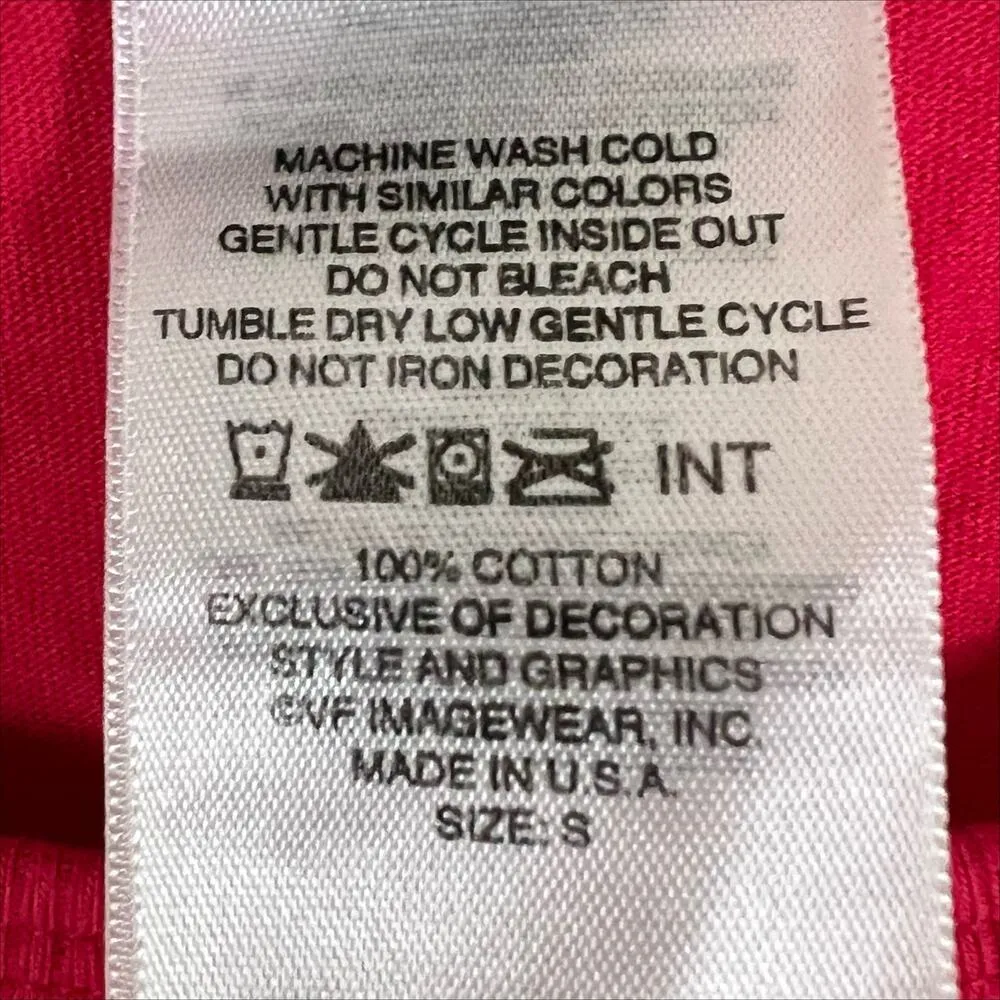 MACHINE WASH COLD
WITH SIMILAR COLORS
GENTLE CYCLE INSIDE OUT
DO NOT BLEACH
TUMBLE DRY LOW GENTLE CYCLE
DO NOT IRON DECORATION
INT
100% COTTON
EXCLUSIVE OF DECORATION
STYLE AND GRAPHICS
©VF IMAGEWEAR, INC.
MADE IN U.S.A.
SIZE: S